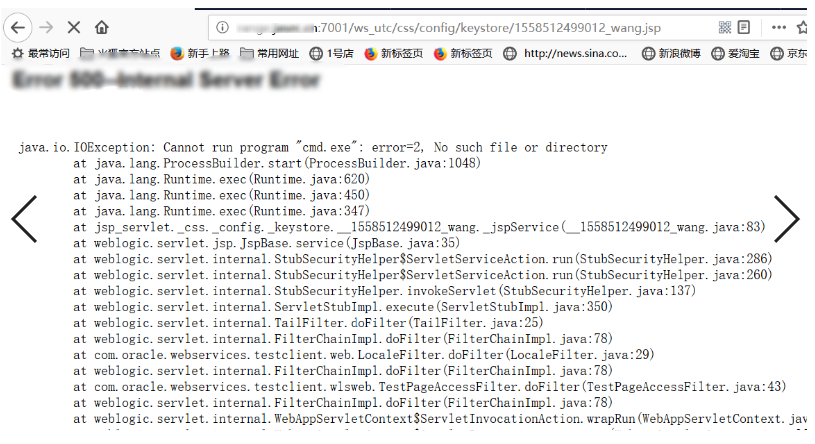 :7001/ws_utc/css/config/keystore/1558512499012_wang.jsp
最常访问 新手上路 常用网址 1号店 新标签页 新标签页 http://news.sina.co... 新浪微博 爱淘宝 京东
Error 500--Internal Server Error
java.io.IOException: Cannot run program "cmd.exe": error=2, No such file or directory
at java.lang.ProcessBuilder.start(ProcessBuilder.java:1048)
at java.lang.Runtime.exec(Runtime.java:620)
at java.lang.Runtime.exec(Runtime.java:450)
at java.lang.Runtime.exec(Runtime.java:347)
at jsp_servlet._css._config._keystore.__1558512499012_wang._jspService(__1558512499012_wang.java:83)
at weblogic.servlet.jsp.JspBase.service(JspBase.java:35)
at weblogic.servlet.internal.StubSecurityHelper$ServletServiceAction.run(StubSecurityHelper.java:286)
at weblogic.servlet.internal.StubSecurityHelper$ServletServiceAction.run(StubSecurityHelper.java:260)
at weblogic.servlet.internal.StubSecurityHelper.invokeServlet(StubSecurityHelper.java:137)
at weblogic.servlet.internal.ServletStubImpl.execute(ServletStubImpl.java:350)
at weblogic.servlet.internal.TailFilter.doFilter(TailFilter.java:25)
at weblogic.servlet.internal.FilterChainImpl.doFilter(FilterChainImpl.java:78)
at com.oracle.webservices.testclient.web.LocaleFilter.doFilter(LocaleFilter.java:29)
at weblogic.servlet.internal.FilterChainImpl.doFilter(FilterChainImpl.java:78)
at com.oracle.webservices.testclient.wlsweb.TestPageAccessFilter.doFilter(TestPageAccessFilter.java:43)
at weblogic.servlet.internal.FilterChainImpl.doFilter(FilterChainImpl.java:78)
at weblogic.servlet.internal.WebAppServletContext$ServletInvocationAction.wrapRun(WebAppServletContext.jav